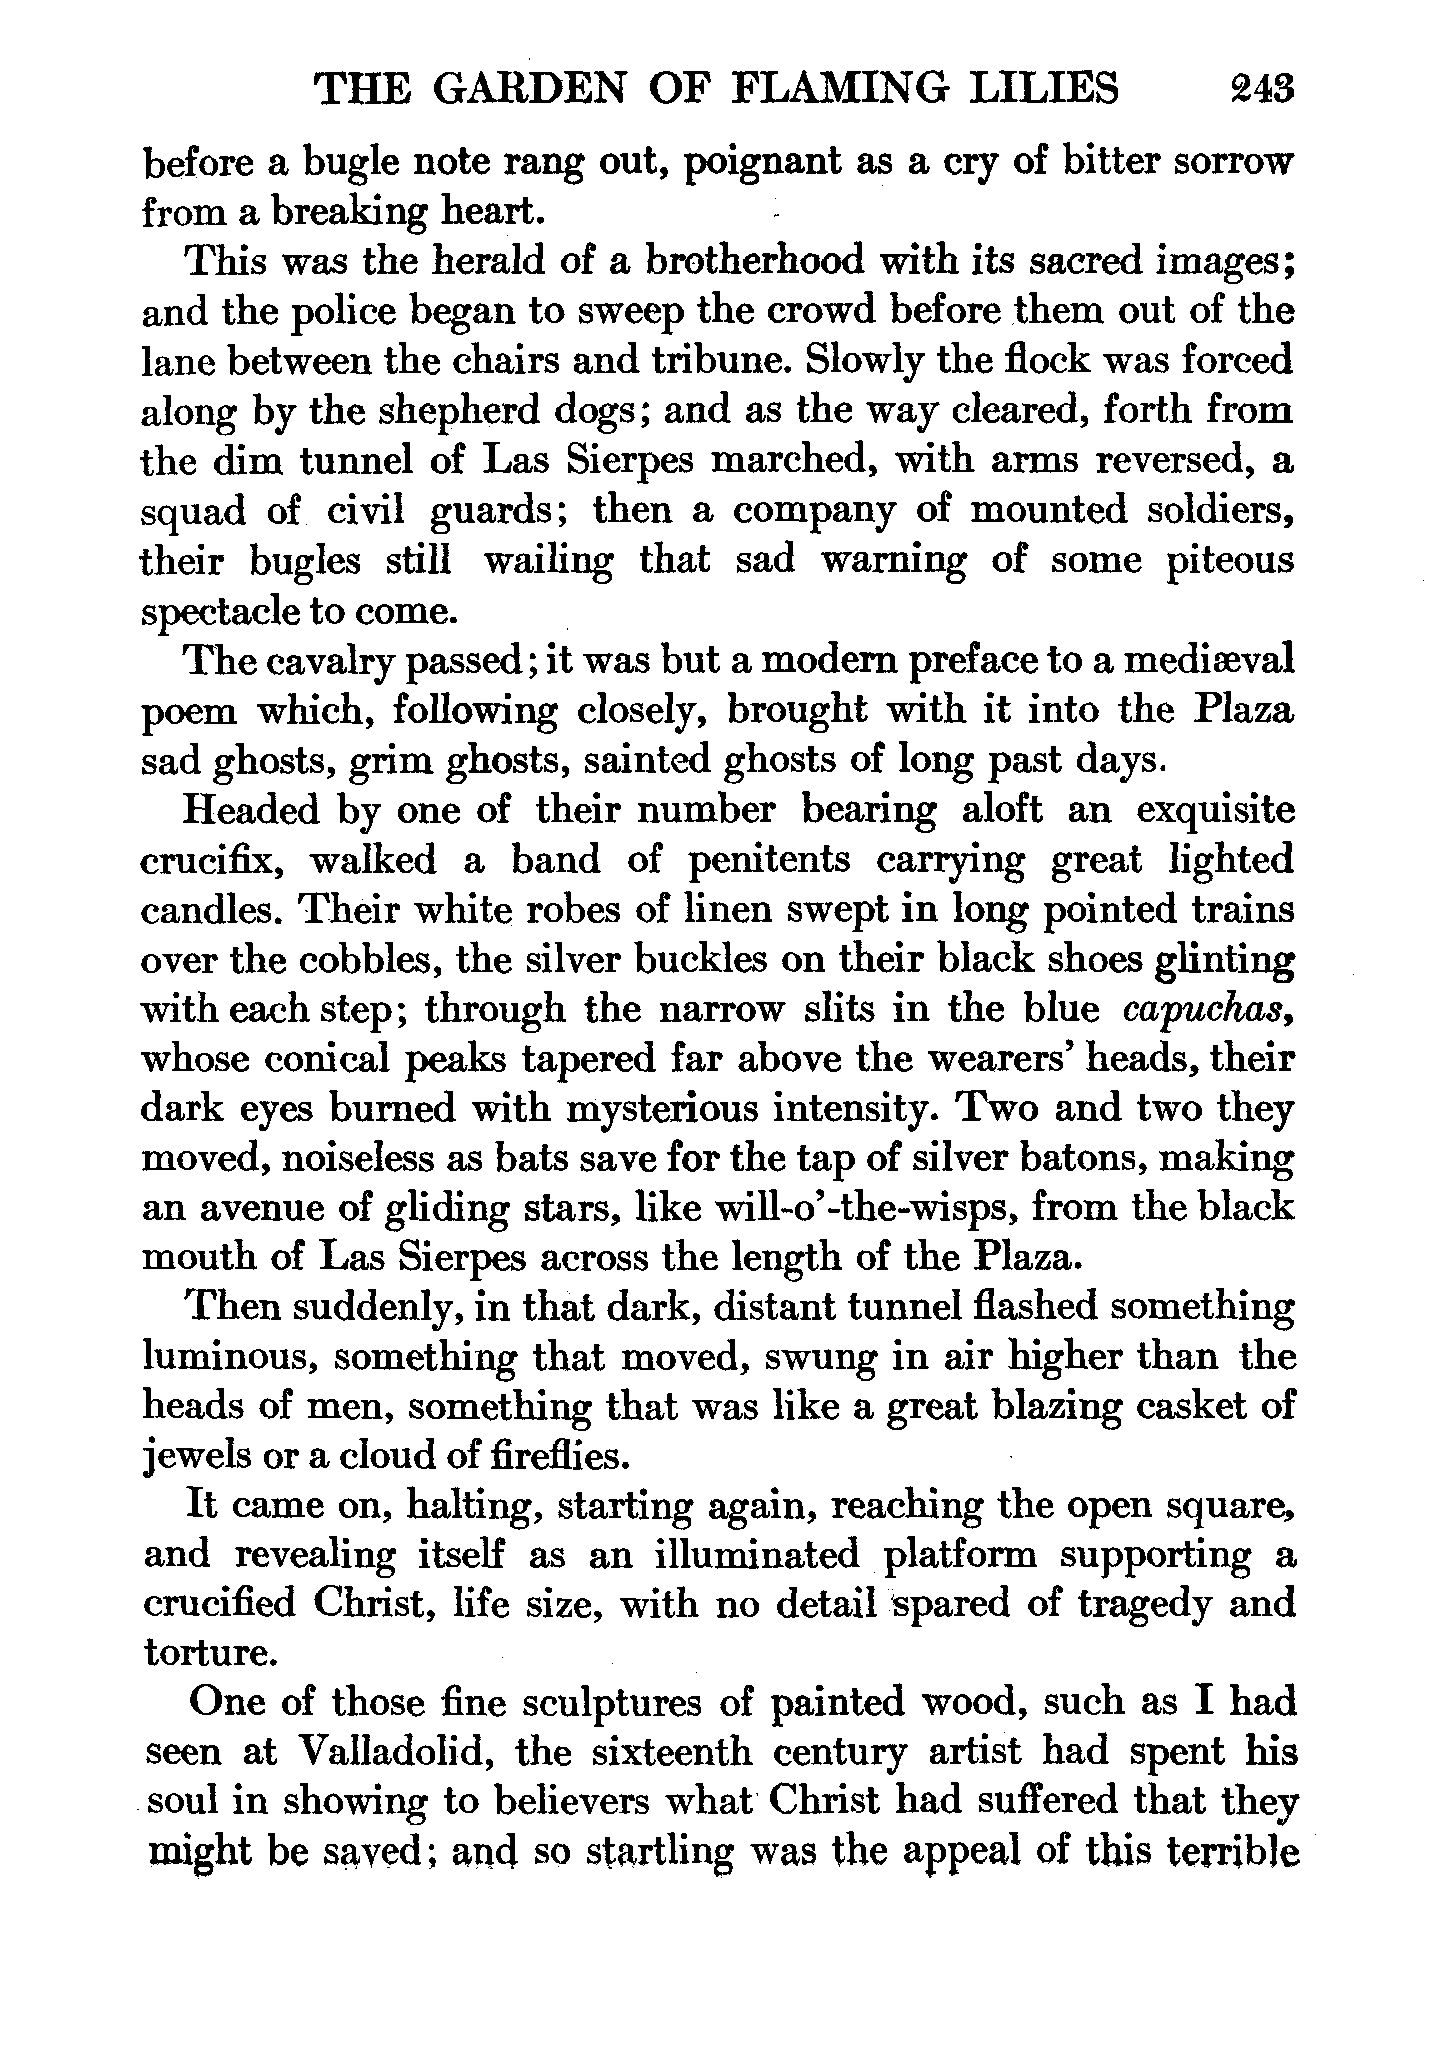 THE GARDEN OF FLAMING LILIES 243
before a bugle note rang out, poignant as a cry of bitter sorrow
from a breaking heart.
This was the herald of a brotherhood with its sacred images;
and the police began to sweep the crowd before them out of the
lane between the chairs and tribune. Slowly the flock was forced
along by the shepherd dogs; and as the way cleared, forth from
the dim tunnel of Las Sierpes marched, with arms reversed, a
squad of civil guards; then a company of mounted soldiers,
their bugles still wailing that sad warning of some piteous
spectacle to come.
The cavalry passed; it was but a modern preface to a mediæval
poem which, following closely, brought with it into the Plaza
sad ghosts, grim ghosts, sainted ghosts of long past days.
Headed by one of their number bearing aloft an exquisite
crucifix, walked a band of penitents carrying great lighted
candles. Their white robes of linen swept in long pointed trains
over the cobbles, the silver buckles on their black shoes glinting
with each step; through the narrow slits in the blue capuchas,
whose conical peaks tapered far above the wearers' heads, their
dark eyes burned with mysterious intensity. Two and two they
moved, noiseless as bats save for the tap of silver batons, making
an avenue of gliding stars, like will-o'-the-wisps, from the black
mouth of Las Sierpes across the length of the Plaza.
Then suddenly, in that dark, distant tunnel flashed something
luminous, something that moved, swung in air higher than the
heads of men, something that was like a great blazing casket of
jewels or a cloud of fireflies.
It came on, halting, starting again, reaching the open square,
and revealing itself as an illuminated platform supporting a
crucified Christ, life size, with no detail spared of tragedy and
torture.
One of those fine sculptures of painted wood, such as I had
seen at Valladolid, the sixteenth century artist had spent his
soul in showing to believers what Christ had suffered that they
might be saved; and so startling was the appeal of this terrible